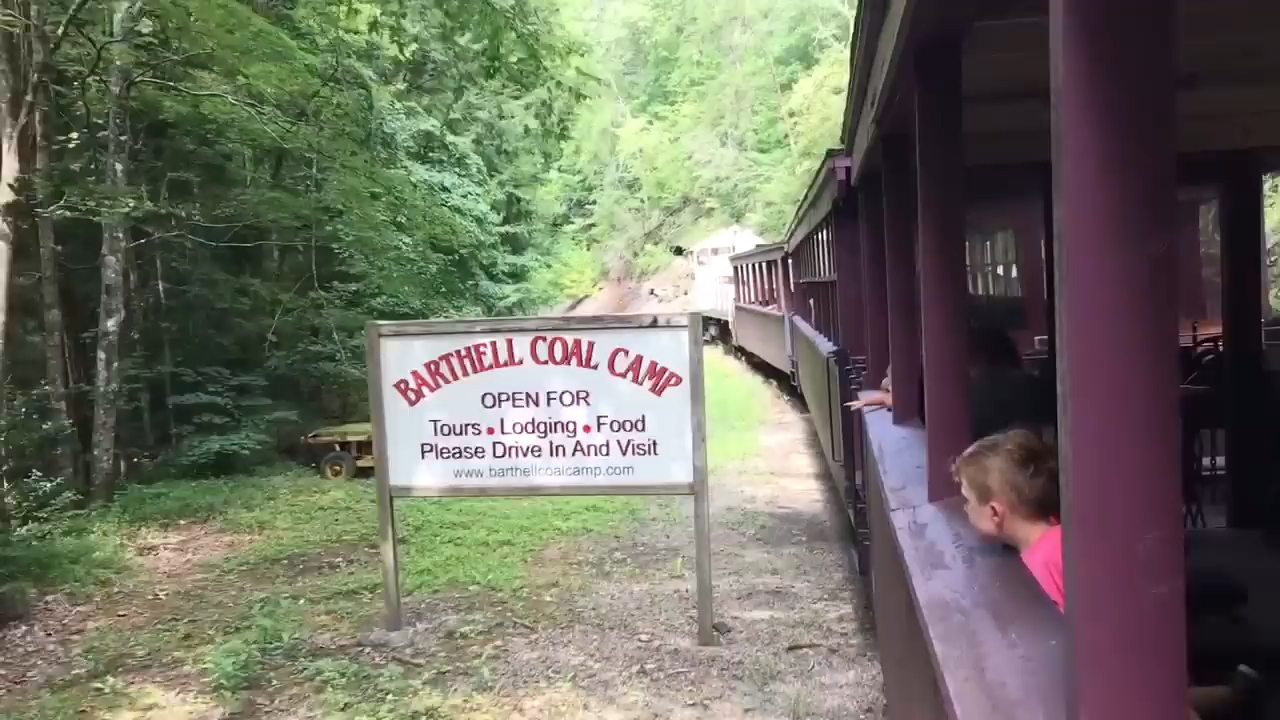 BARTHELL COAL CAMP
OPEN FOR
Tours • Lodging • Food
Please Drive In And Visit
www.barthellcoalcamp.com